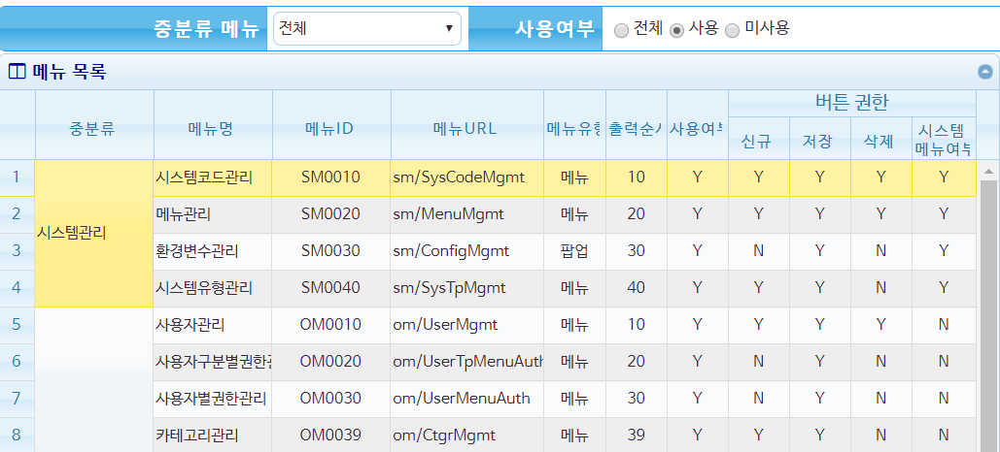 중분류 메뉴 전체 ▼ 사용여부 전체 사용 미사용
메뉴 목록
버튼 권한
중분류 메뉴명 메뉴ID 메뉴URL 메뉴유형 출력순서 사용여부 신규 저장 삭제 시스템
메뉴여부
1 시스템코드관리 SM0010 sm/SysCodeMgmt 메뉴 10 Y Y Y Y Y
2 메뉴관리 SM0020 sm/MenuMgmt 메뉴 20 Y Y Y Y Y
시스템관리
3 환경변수관리 SM0030 sm/ConfigMgmt 팝업 30 Y N Y N Y
4 시스템유형관리 SM0040 sm/SysTpMgmt 메뉴 40 Y Y Y N Y
5 사용자관리 OM0010 om/UserMgmt 메뉴 10 Y Y Y Y N
6 사용자구분별권한관 OM0020 om/UserTpMenuAuth 메뉴 20 Y N Y N N
7 사용자별권한관리 OM0030 om/UserMenuAuth 메뉴 30 Y N Y N N
8 카테고리관리 OM0039 om/CtgrMgmt 메뉴 39 Y Y Y N N